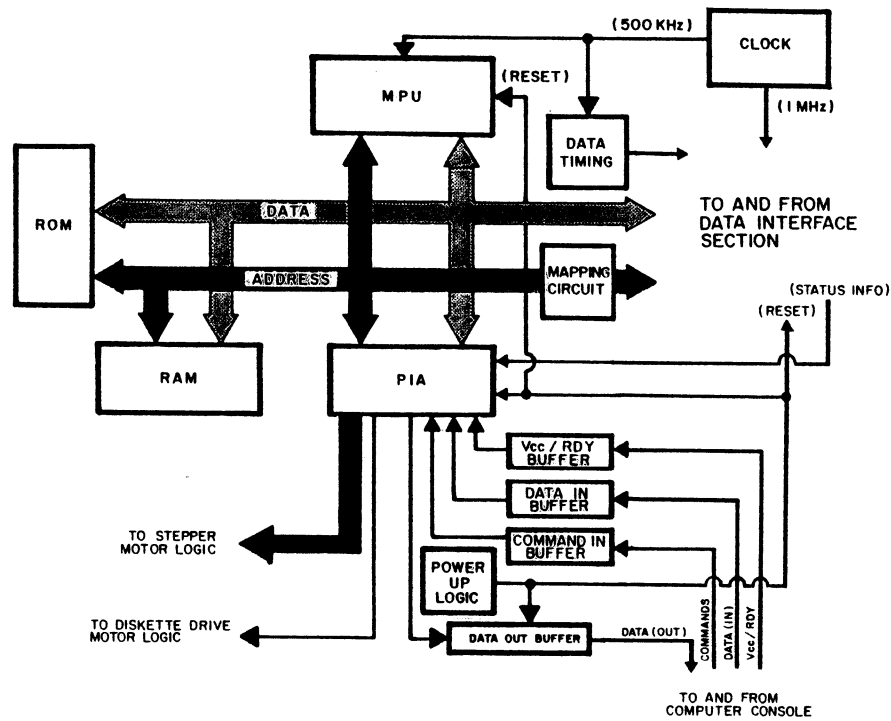 (500 KHz)
CLOCK
MPU
(RESET)
(1 MHz)
DATA
TIMING
ROM
DATA
TO AND FROM
DATA INTERFACE
SECTION
ADDRESS
MAPPING
CIRCUIT
(STATUS INFO)
(RESET)
RAM
PIA
Vcc / RDY
BUFFER
DATA IN
BUFFER
COMMAND IN
BUFFER
TO STEPPER
MOTOR LOGIC
POWER
UP
LOGIC
TO DISKETTE DRIVE
MOTOR LOGIC
DATA OUT BUFFER
DATA (OUT)
COMMANDS
DATA (IN)
Vcc / RDY
TO AND FROM
COMPUTER CONSOLE